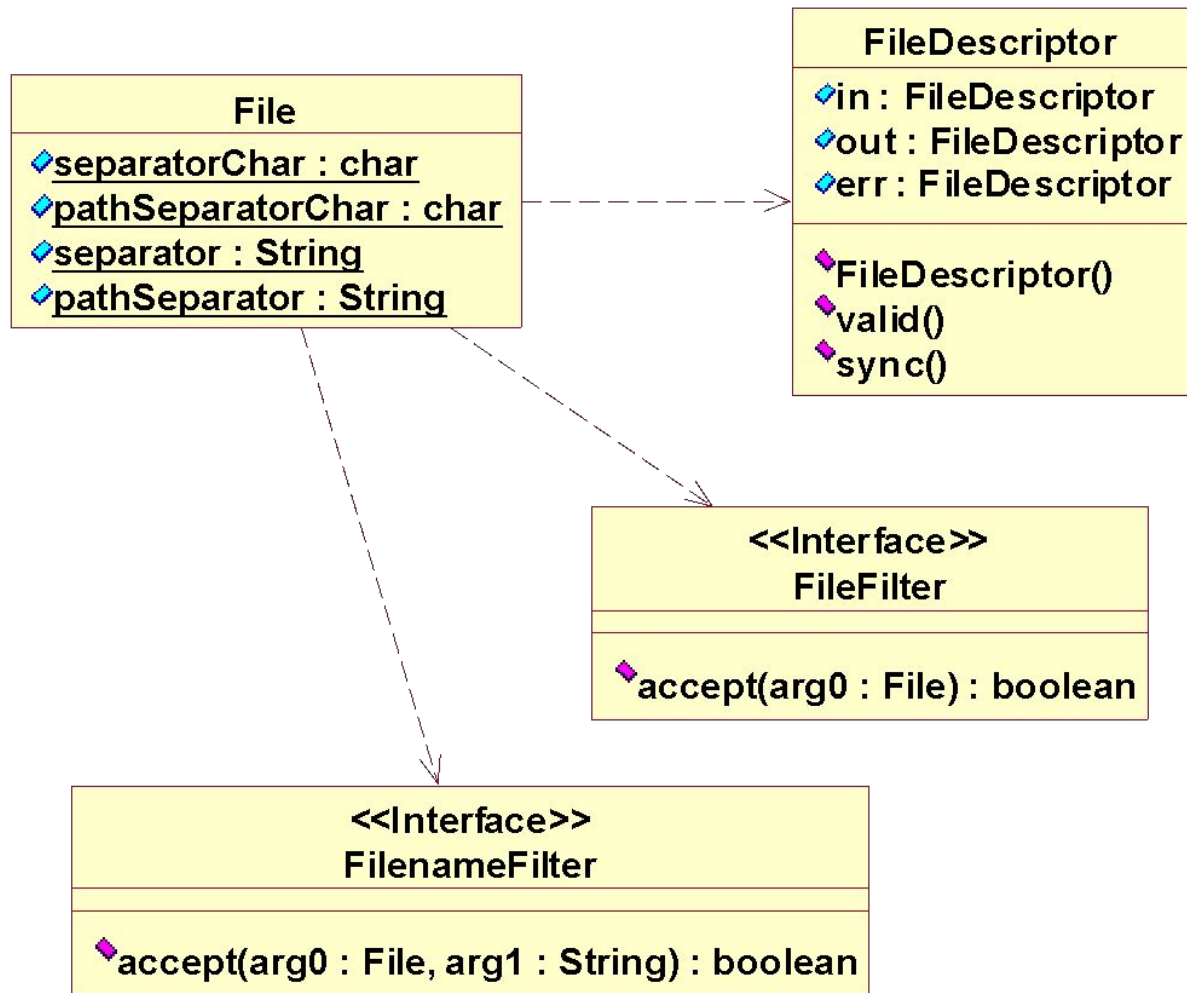 File
separatorChar : char
pathSeparatorChar : char
separator : String
pathSeparator : String
FileDescriptor
in : FileDescriptor
out : FileDescriptor
err : FileDescriptor
FileDescriptor()
valid()
sync()
<<Interface>>
FileFilter
accept(arg0 : File) : boolean
<<Interface>>
FilenameFilter
accept(arg0 : File, arg1 : String) : boolean